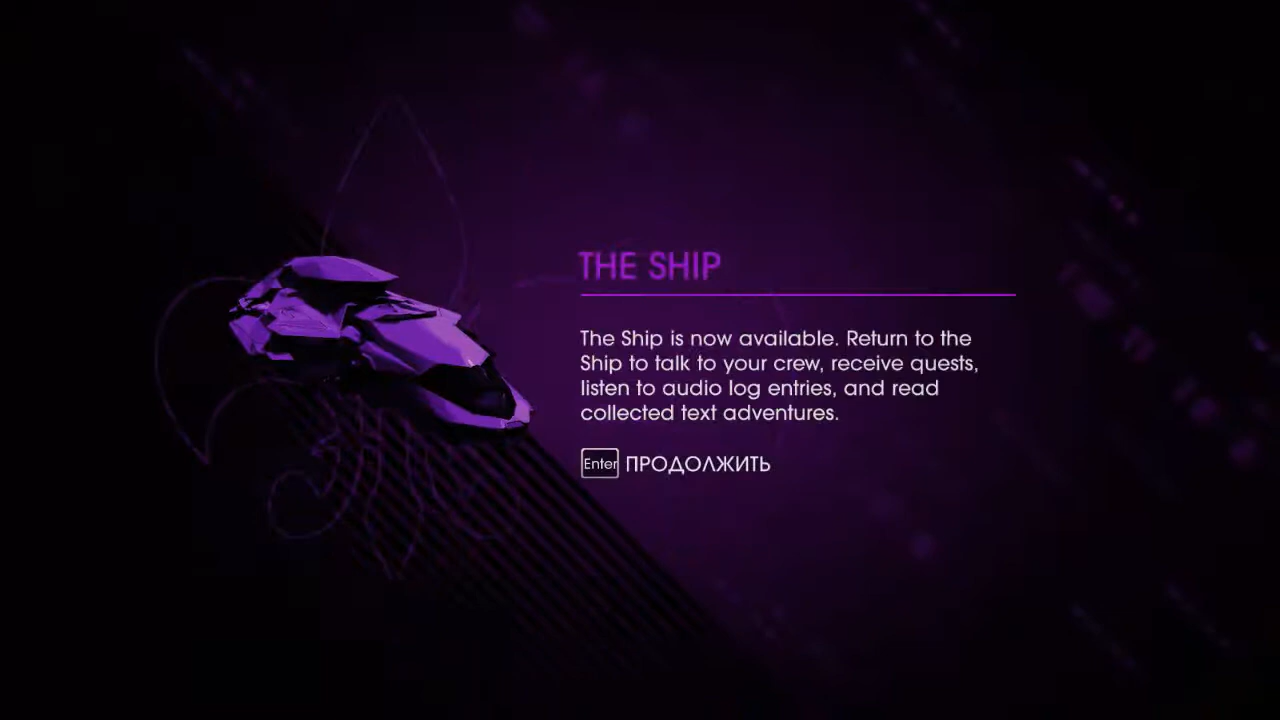 THE SHIP
The Ship is now available. Return to the
Ship to talk to your crew, receive quests,
listen to audio log entries, and read
collected text adventures.
Enter ПРОДОЛЖИТЬ